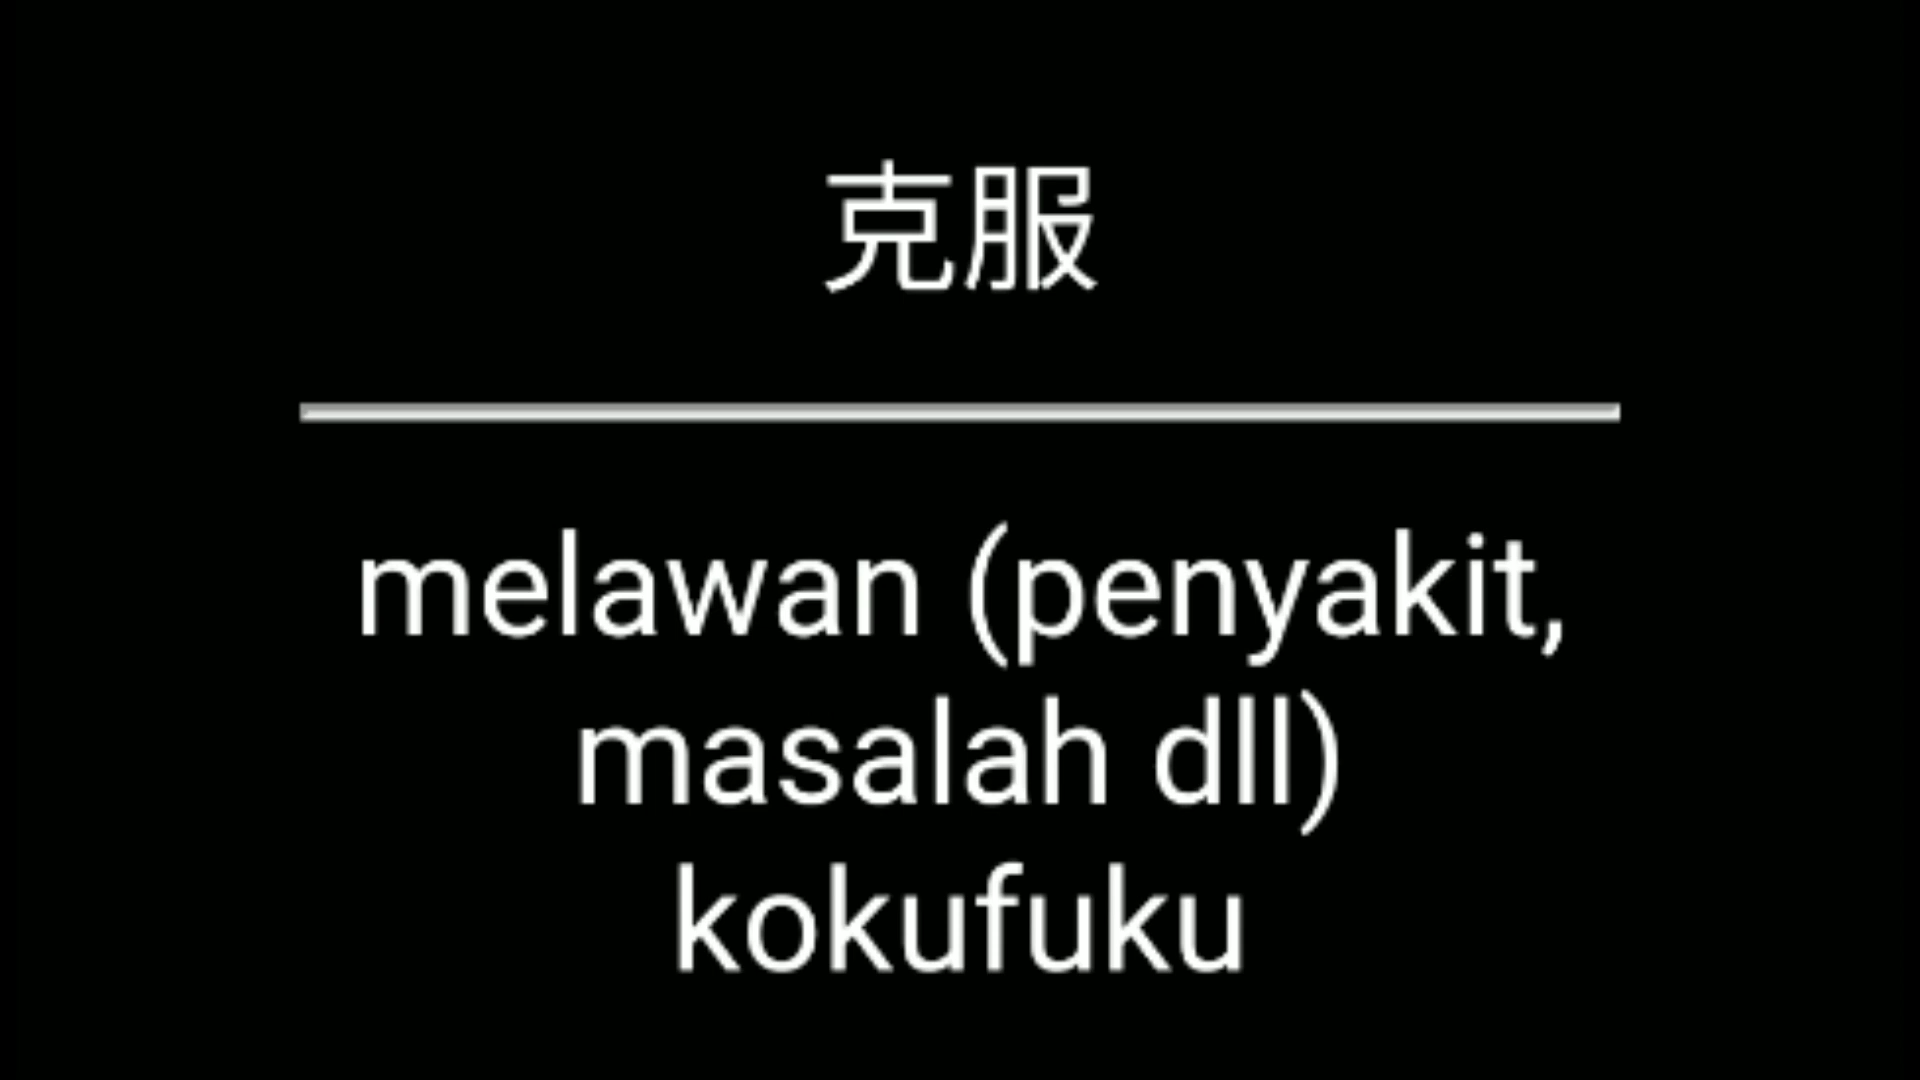 克服
melawan (penyakit,
masalah dll)
kokufuku